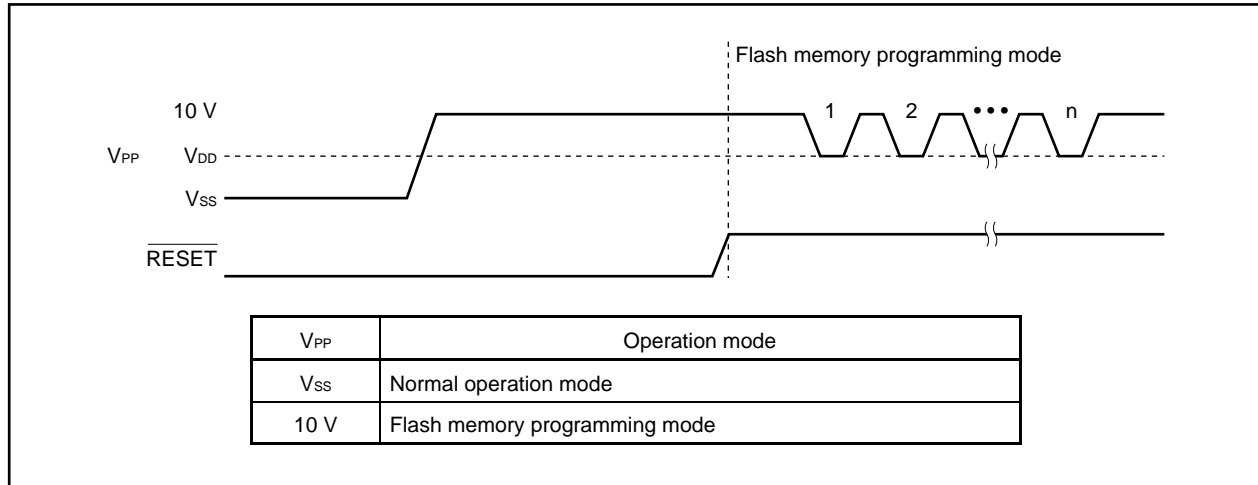 Flash memory programming mode
10 V
1 2 ••• n
VPP VDD
VSS
RESET
VPP Operation mode
VSS Normal operation mode
10 V Flash memory programming mode